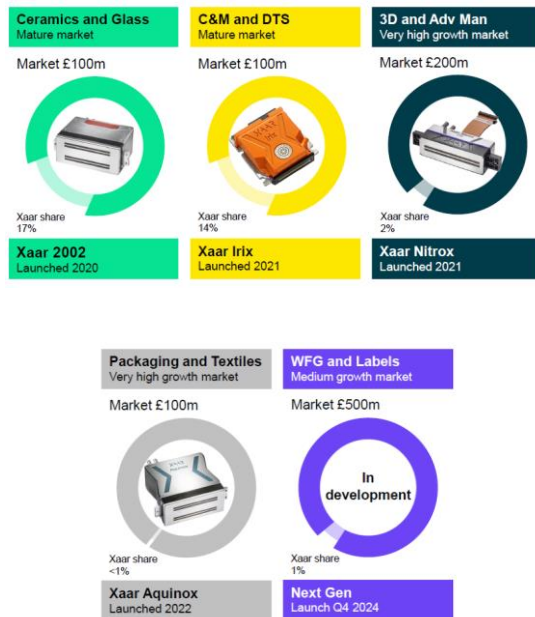 Ceramics and Glass
Mature market
Market £100m
Xaar share
17%
Xaar 2002
Launched 2020
C&M and DTS
Mature market
Market £100m
XAAR
Irix
Xaar share
14%
Xaar Irix
Launched 2021
3D and Adv Man
Very high growth market
Market £200m
Xaar share
2%
Xaar Nitrox
Launched 2021
Packaging and Textiles
Very high growth market
Market £100m
XAAR
Aquinox
Xaar share
<1%
Xaar Aquinox
Launched 2022
WFG and Labels
Medium growth market
Market £500m
In
development
Xaar share
1%
Next Gen
Launch Q4 2024